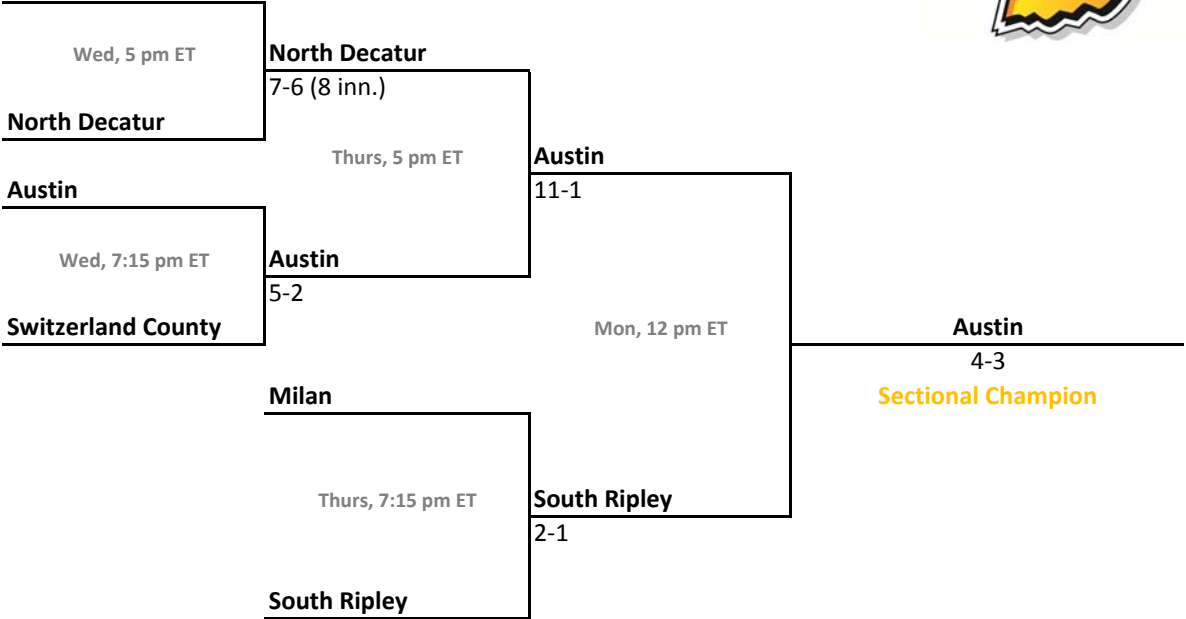 Wed, 5 pm ET
North Decatur
7-6 (8 inn.)
North Decatur
Thurs, 5 pm ET
Austin
Austin
11-1
Wed, 7:15 pm ET
Austin
5-2
Switzerland County
Mon, 12 pm ET
Austin
4-3
Milan
Sectional Champion
Thurs, 7:15 pm ET
South Ripley
2-1
South Ripley